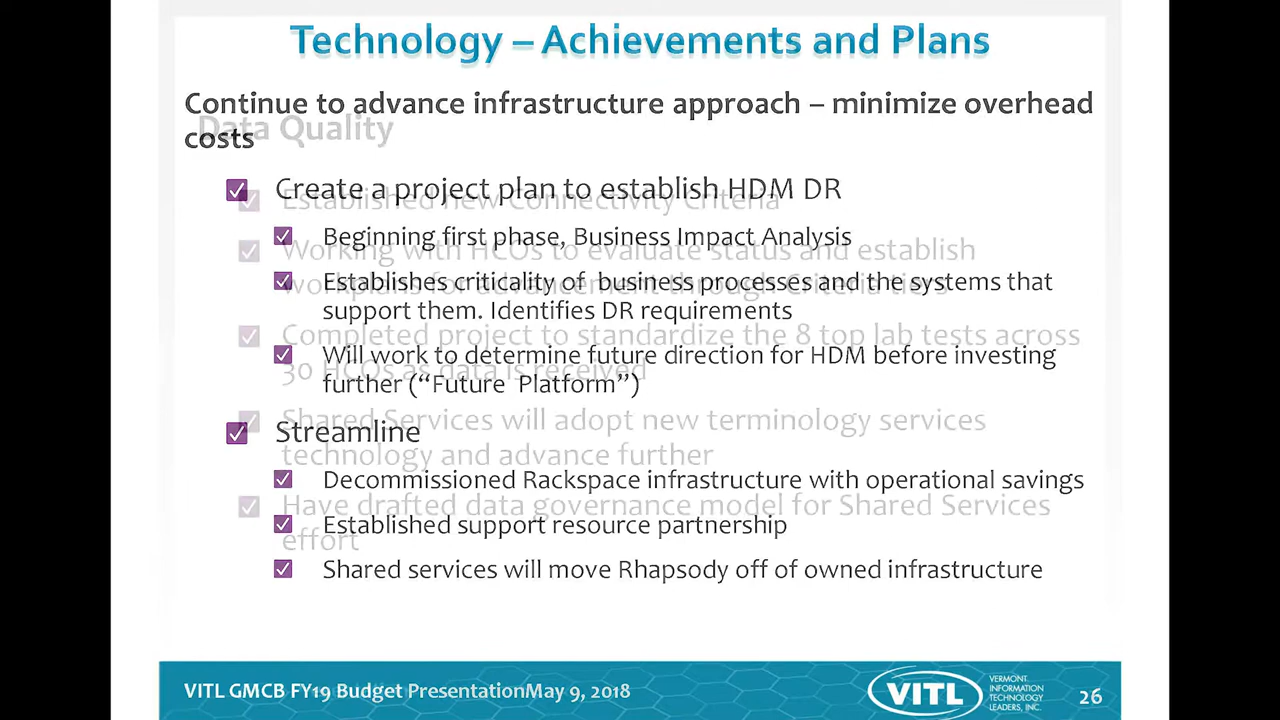 Technology – Achievements and Plans
Continue to advance infrastructure approach – minimize overhead
costs
Data Quality
Create a project plan to establish HDM DR
Established new Connectivity Criteria
Beginning first phase, Business Impact Analysis
Working with HCOs to evaluate status and establish
workplans for advancement through Criteria tiers
Establishes criticality of business processes and the systems that
support them. Identifies DR requirements
Completed project to standardize the 8 top lab tests across
30 HCOs as data is received
Will work to determine future direction for HDM before investing
further (“Future Platform”)
Shared Services will adopt new terminology services
technology and advance further
Streamline
Decommissioned Rackspace infrastructure with operational savings
Have drafted data governance model for Shared Services
effort
Established support resource partnership
Shared services will move Rhapsody off of owned infrastructure
VITL GMCB FY19 Budget PresentationMay 9, 2018
VITL
VERMONT
INFORMATION
TECHNOLOGY
LEADERS, INC.
26